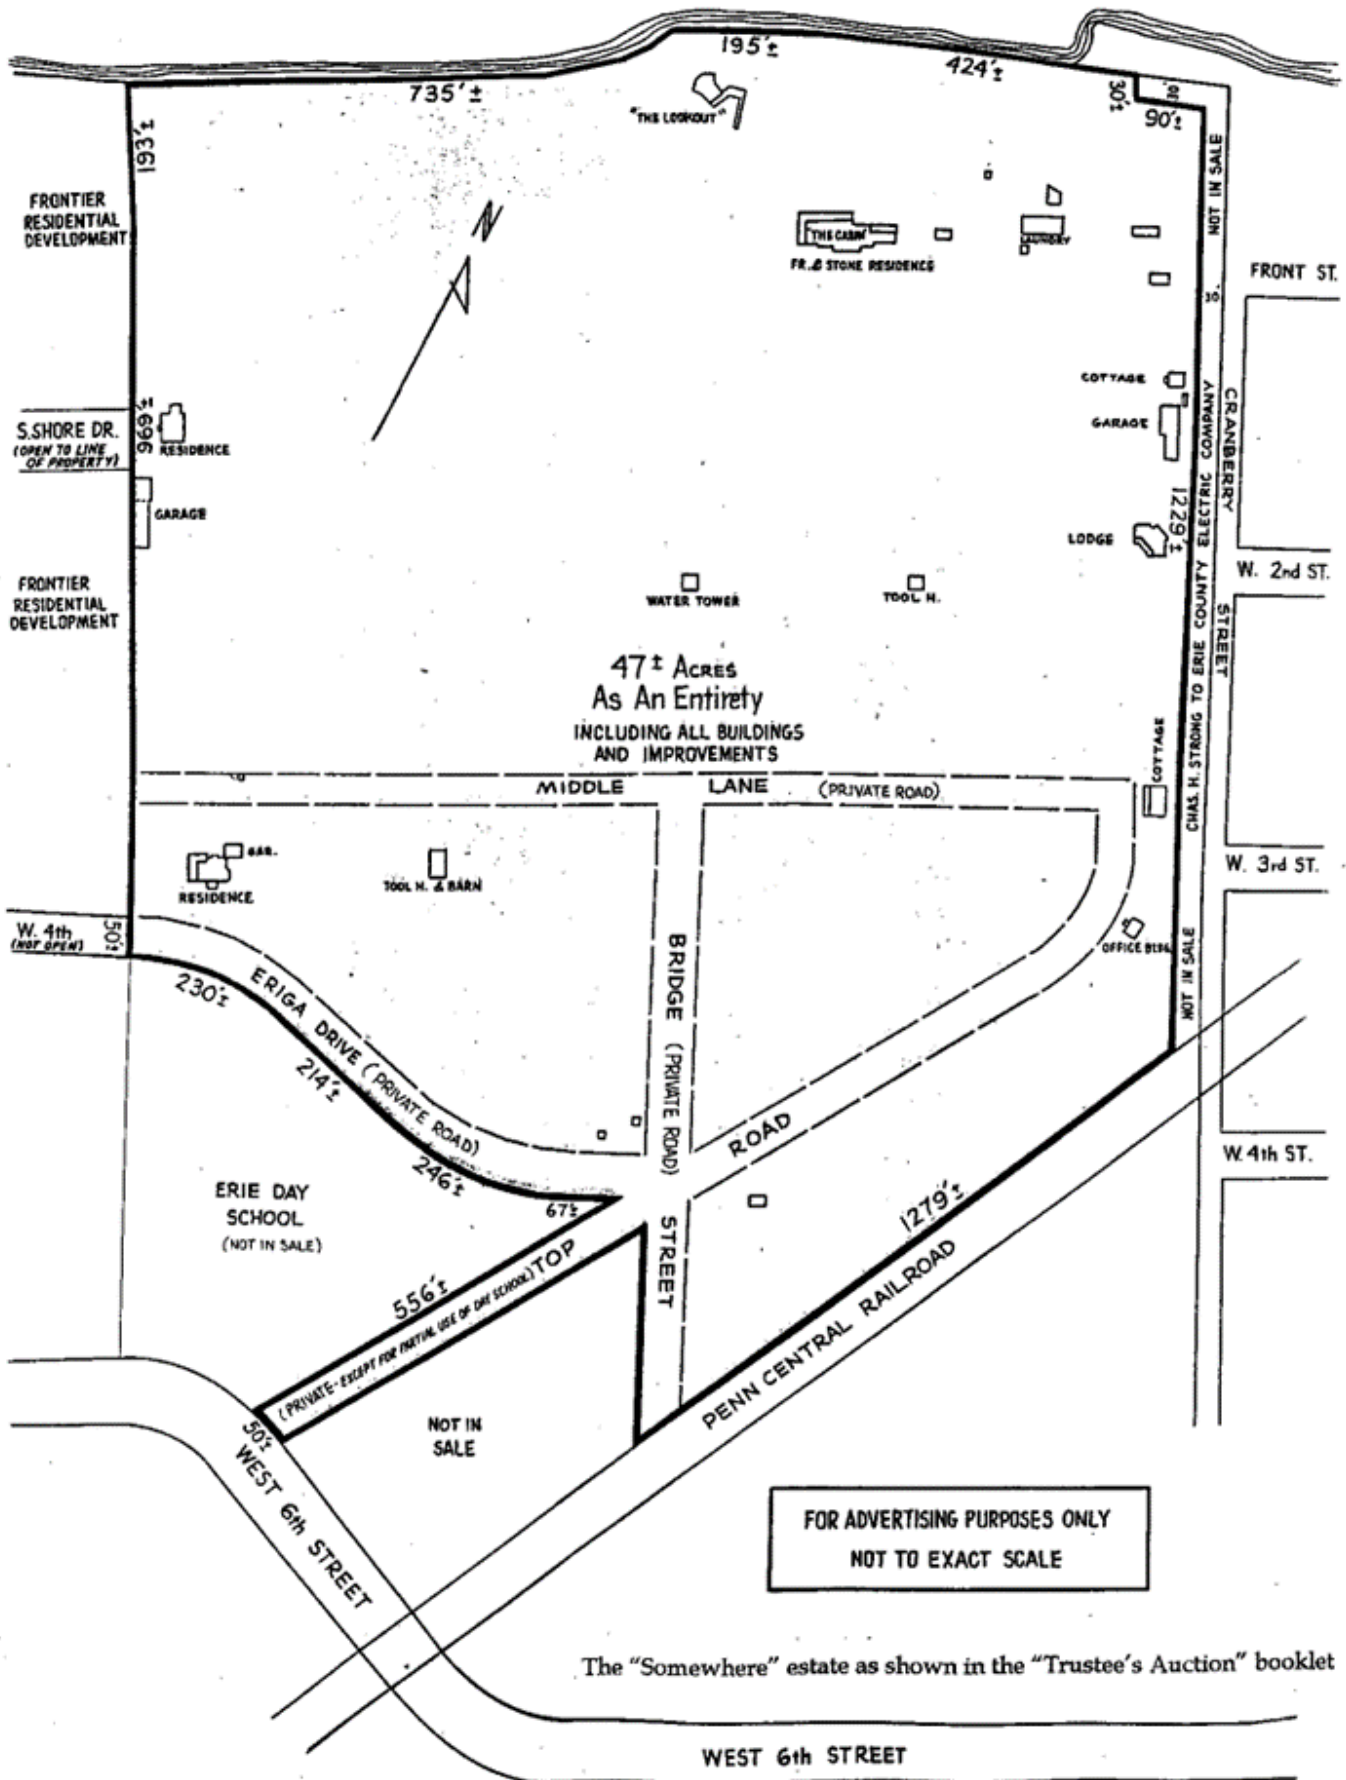 195'±
424'±
735'±
30'±
30'
90'±
"THE LOOKOUT"
193'±
NOT IN SALE
FRONTIER
RESIDENTIAL
DEVELOPMENT
N
"THE CABIN"
FR. & STONE RESIDENCE
LAUNDRY
FRONT ST.
30'
COTTAGE
GARAGE
S. SHORE DR.
(OPEN TO LINE
OF PROPERTY)
969'±
RESIDENCE
GARAGE
CRANBERRY
STREET
1229'±
CHAS. H. STRONG TO ERIE COUNTY ELECTRIC COMPANY
LODGE
W. 2nd ST.
FRONTIER
RESIDENTIAL
DEVELOPMENT
WATER TOWER
TOOL H.
47± ACRES
As An Entirety
INCLUDING ALL BUILDINGS
AND IMPROVEMENTS
COTTAGE
MIDDLE LANE (PRIVATE ROAD)
GAR.
RESIDENCE
TOOL H. & BARN
W. 3rd ST.
W. 4th
(NOT OPEN)
50'±
OFFICE BLDG.
NOT IN SALE
230'±
ERIGA DRIVE (PRIVATE ROAD)
BRIDGE (PRIVATE ROAD) STREET
214'±
246'±
67'±
ROAD
W. 4th ST.
ERIE DAY
SCHOOL
(NOT IN SALE)
1279'±
556'±
(PRIVATE-EXCEPT FOR PARTIAL USE OF DAY SCHOOL) TOP
PENN CENTRAL RAILROAD
50'±
NOT IN
SALE
WEST 6th STREET
FOR ADVERTISING PURPOSES ONLY
NOT TO EXACT SCALE
The "Somewhere" estate as shown in the "Trustee's Auction" booklet
WEST 6th STREET